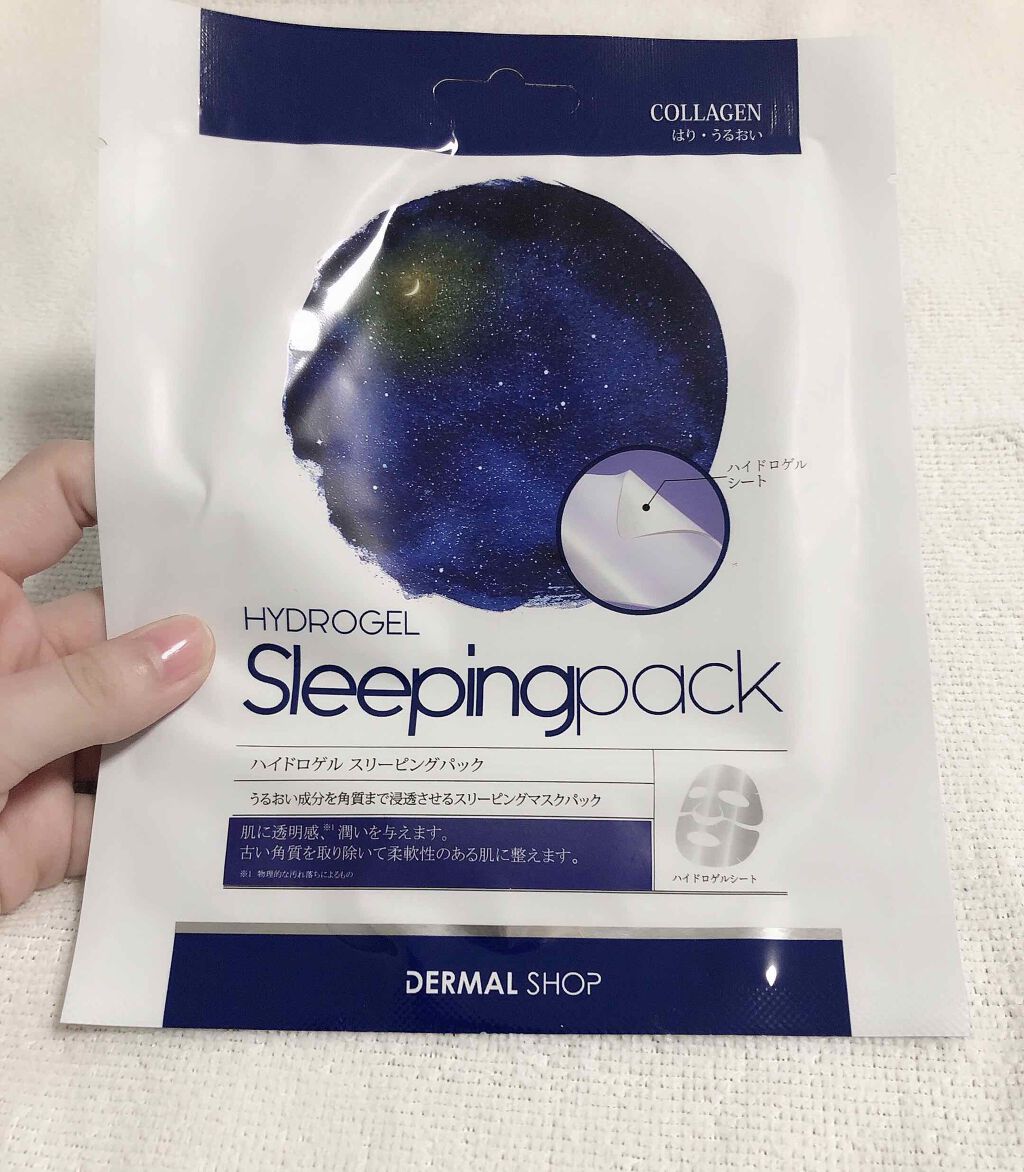 COLLAGEN
はり・うるおい
ハイドロゲル
シート
HYDROGEL
Sleepingpack
ハイドロゲル スリーピングパック
うるおい成分を角質まで浸透させるスリーピングマスクパック
肌に透明感、※1 潤いを与えます。
古い角質を取り除いて柔軟性のある肌に整えます。
※1 物理的な汚れ落ちによるもの
ハイドロゲルシート
DERMAL SHOP